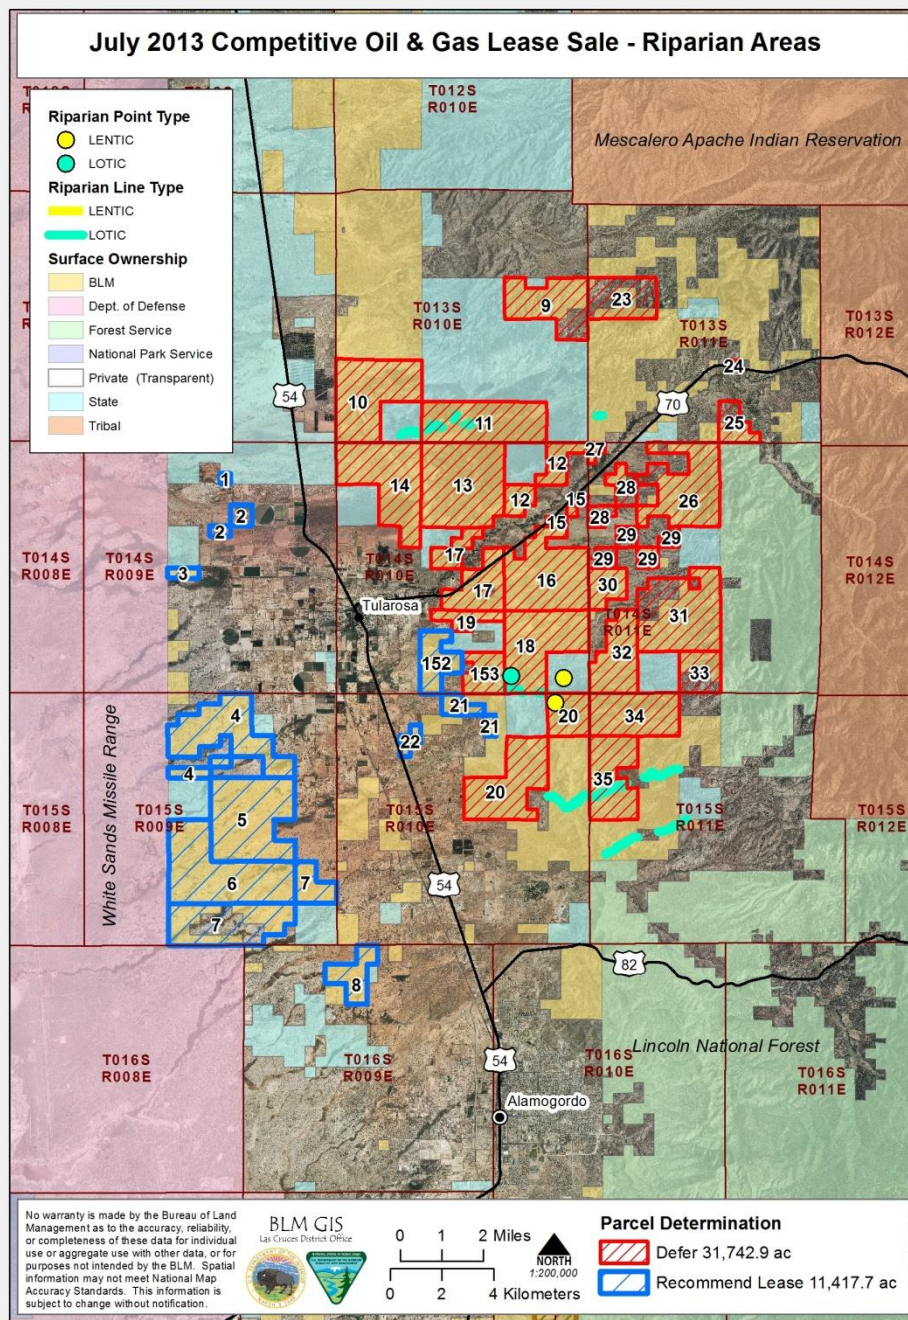 July 2013 Competitive Oil & Gas Lease Sale - Riparian Areas
T012S
R010E
Mescalero Apache Indian Reservation
Riparian Point Type
LENTIC
LOTIC
Riparian Line Type
LENTIC
LOTIC
Surface Ownership
BLM
Dept. of Defense
Forest Service
National Park Service
Private (Transparent)
State
Tribal
9
23
T013S
R010E
T013S
R011E
T013S
R012E
24
54
70
10
11
25
27
1
12
14
13
28
26
2
12
15
2
15
28
29
29
17
29
29
T014S
R008E
T014S
R009E
3
T014S
R010E
16
30
T014S
R012E
17
Tularosa
19
31
T014S
R011E
18
32
152
153
33
21
4
20
34
21
22
White Sands Missile Range
4
35
20
T015S
R008E
T015S
R009E
5
T015S
R010E
T015S
R011E
T015S
R012E
6
7
54
7
82
8
Lincoln National Forest
T016S
R008E
T016S
R009E
54
T016S
R010E
T016S
R011E
Alamogordo
No warranty is made by the Bureau of Land
Management as to the accuracy, reliability,
or completeness of these data for individual
use or aggregate use with other data, or for
purposes not intended by the BLM. Spatial
information may not meet National Map
Accuracy Standards. This information is
subject to change without notification.
BLM GIS
Las Cruces District Office
0 1 2 Miles
0 2 4 Kilometers
NORTH
1:200,000
Parcel Determination
Defer 31,742.9 ac
Recommend Lease 11,417.7 ac